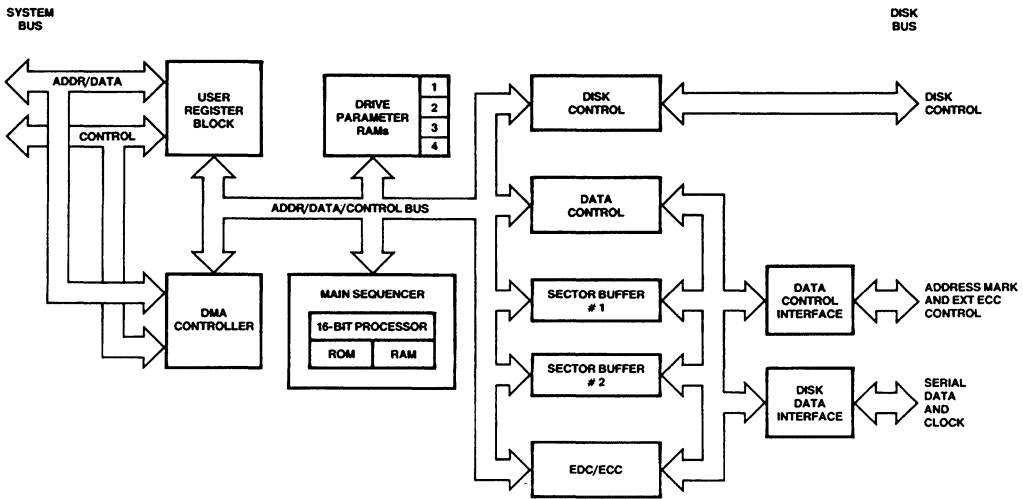 SYSTEM
BUS
DISK
BUS
ADDR/DATA
CONTROL
USER
REGISTER
BLOCK
DRIVE
PARAMETER
RAMs
1
2
3
4
DISK
CONTROL
DISK
CONTROL
ADDR/DATA/CONTROL BUS
DATA
CONTROL
DMA
CONTROLLER
MAIN SEQUENCER
16-BIT PROCESSOR
ROM
RAM
SECTOR BUFFER
# 1
SECTOR BUFFER
# 2
EDC/ECC
DATA
CONTROL
INTERFACE
ADDRESS MARK
AND EXT ECC
CONTROL
DISK
DATA
INTERFACE
SERIAL
DATA
AND
CLOCK